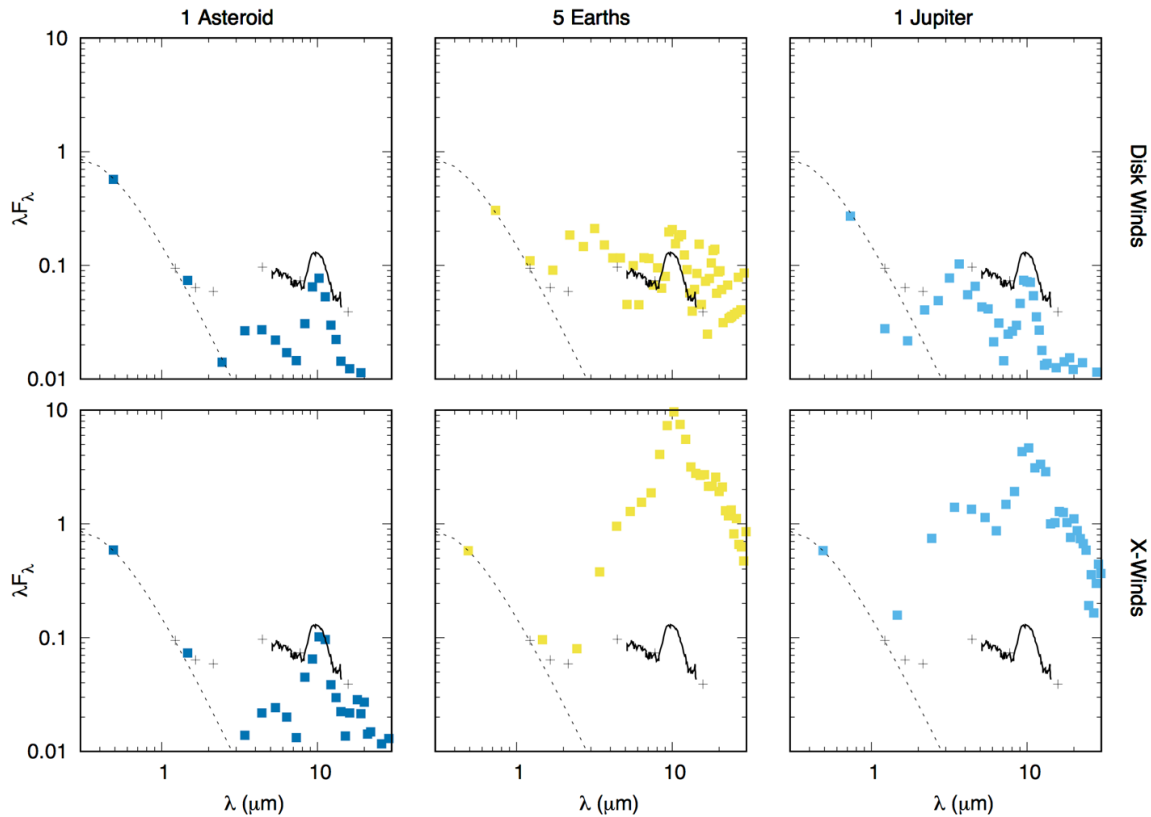 1 Asteroid 5 Earths 1 Jupiter
10
1
0.1
0.01
λFλ
Disk Winds
10
1
0.1
0.01
λFλ
X-Winds
1 10 1 10 1 10
λ (μm) λ (μm) λ (μm)